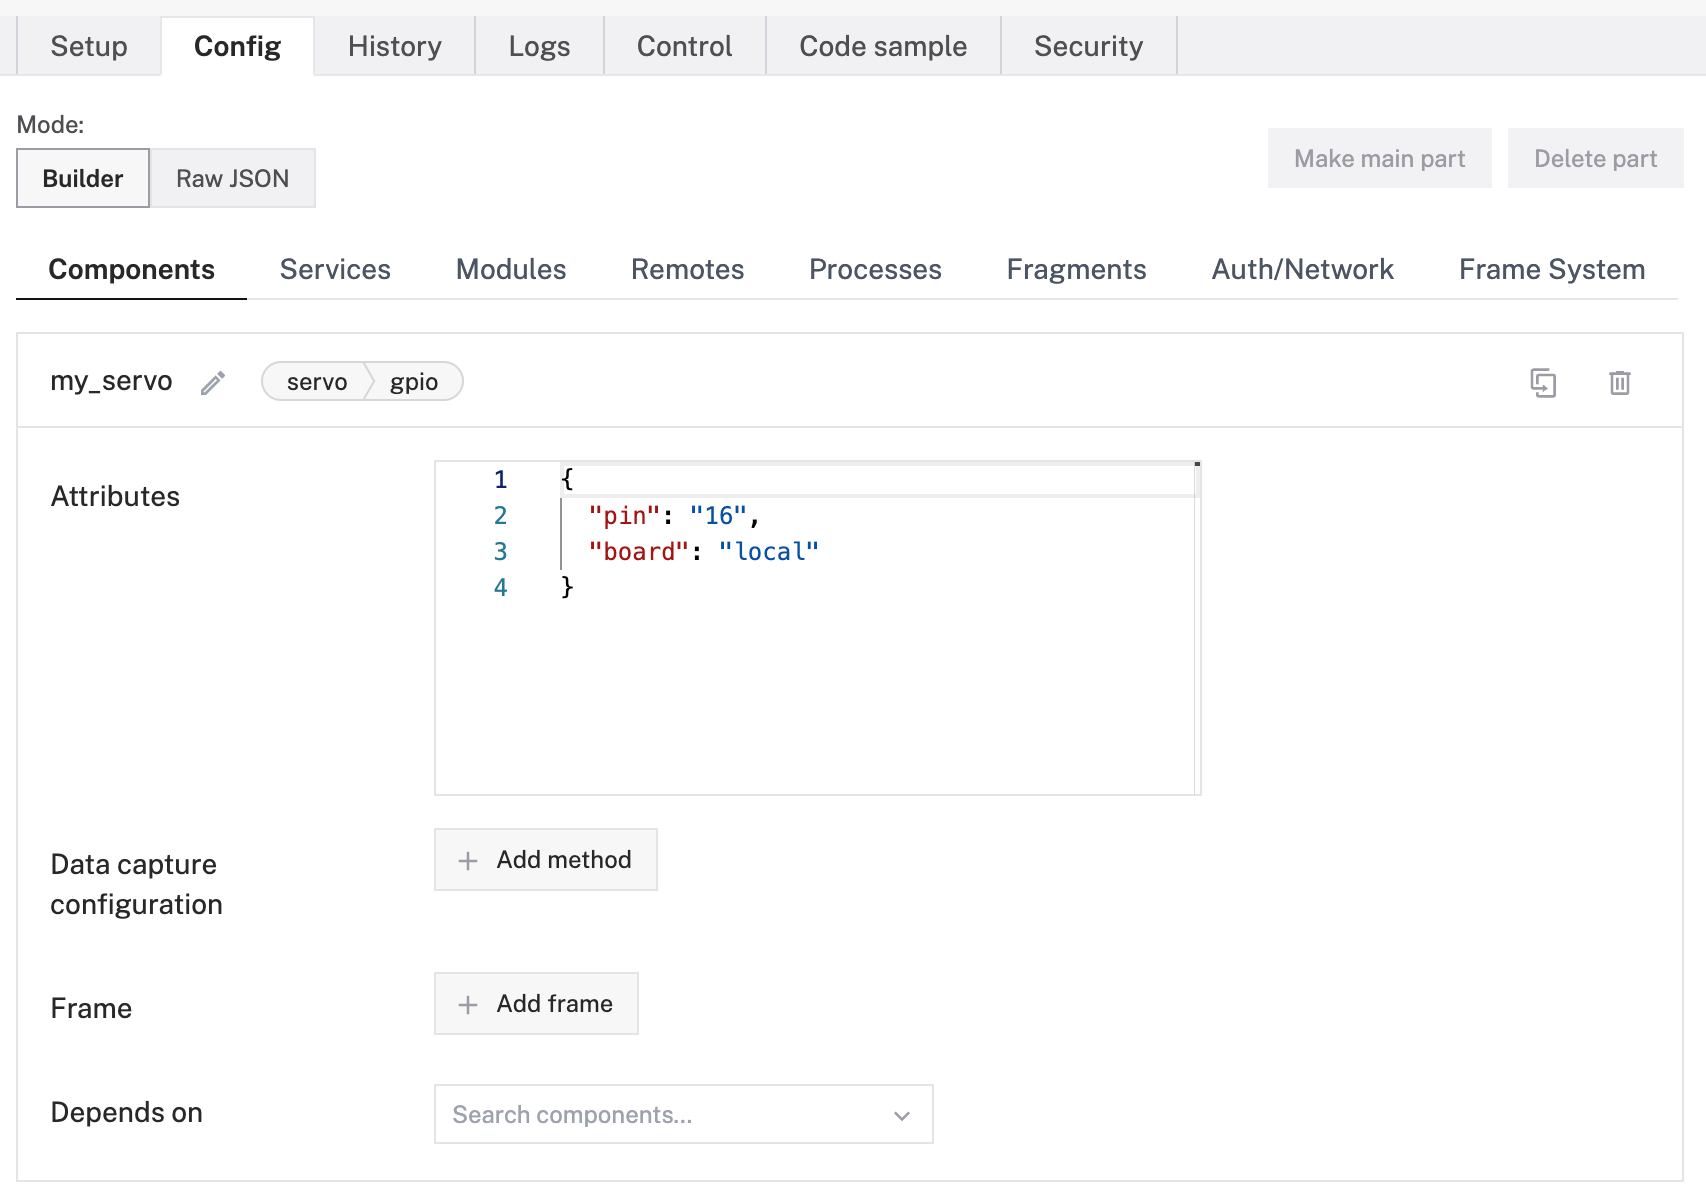 Setup Config History Logs Control Code sample Security
Mode:
Builder Raw JSON Make main part Delete part
Components Services Modules Remotes Processes Fragments Auth/Network Frame System
my_servo servo gpio
Attributes
1 {
2 "pin": "16",
3 "board": "local"
4 }
Data capture
configuration
Add method
Frame
Add frame
Depends on
Search components...